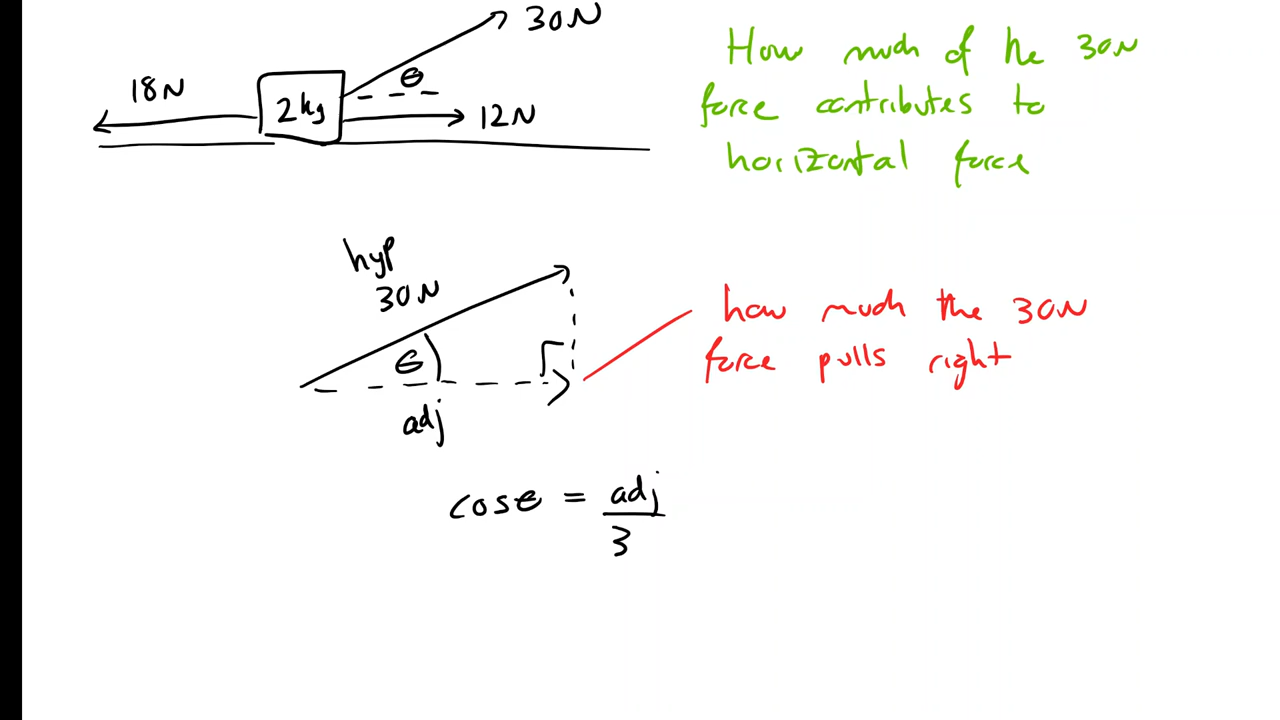 30N
18N
2kg
θ
12N
How much of he 30N
force contributes to
horizontal force
hyp
30N
θ
adj
how much the 30N
force pulls right
cosθ = adj
3